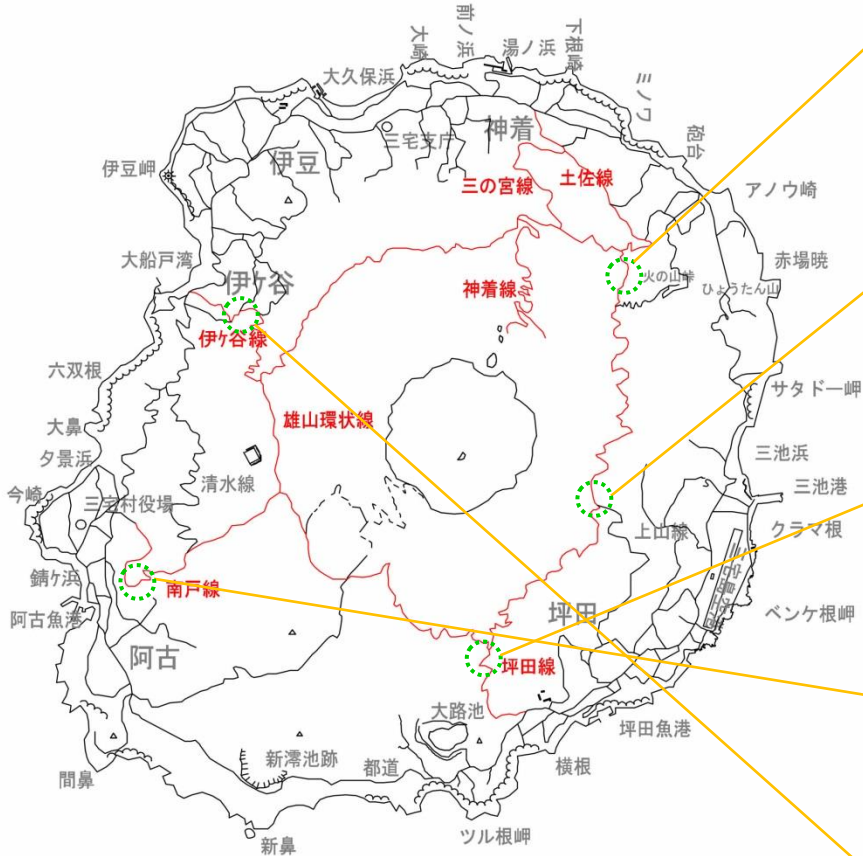 大崎
前ノ浜
湯ノ浜
下根崎
大久保浜
ミノワ
神着
三宅支庁
砲台
伊豆
伊豆岬
三の宮線
土佐線
アノウ崎
大船戸湾
赤場暁
伊ヶ谷
神着線
火の山峠
ひょうたん山
伊ヶ谷線
六双根
サタドー岬
大鼻
雄山環状線
夕景浜
三池浜
今崎
清水線
三宅村役場
三池港
上山線
クラマ根
錆ヶ浜
南戸線
阿古魚港
坪田
ベンケ根岬
阿古
坪田線
大路池
坪田魚港
新澪池跡
都道
横根
間鼻
ツル根岬
新鼻